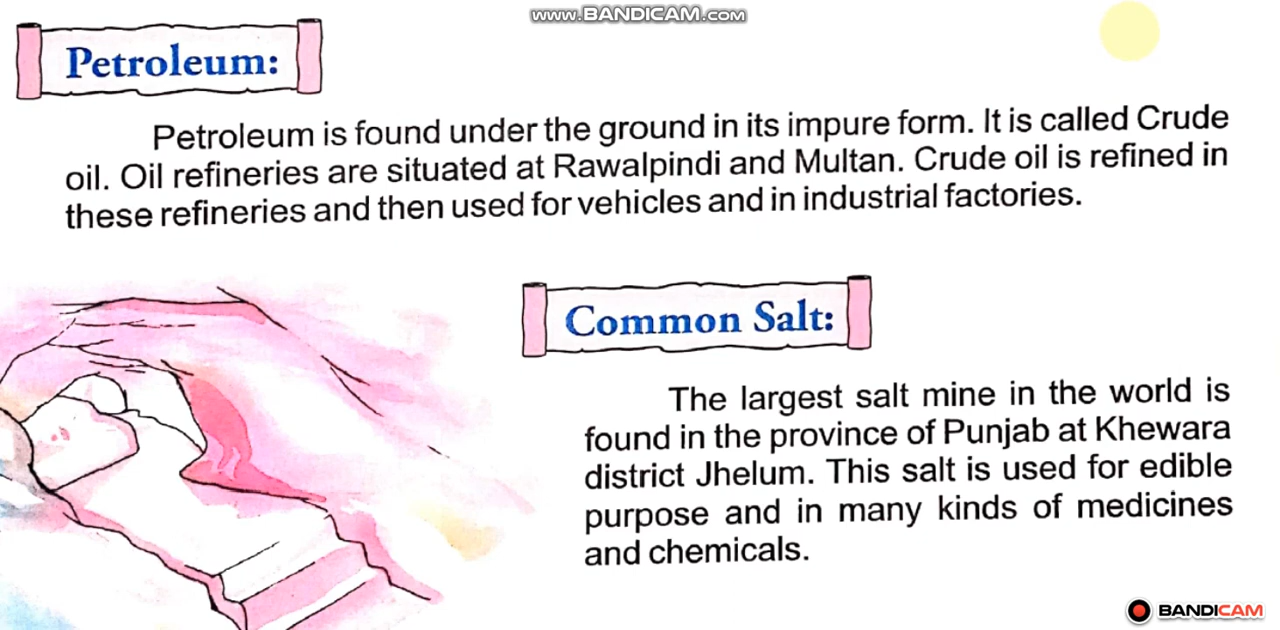 www.BANDICAM.com
Petroleum:
Petroleum is found under the ground in its impure form. It is called Crude
oil. Oil refineries are situated at Rawalpindi and Multan. Crude oil is refined in
these refineries and then used for vehicles and in industrial factories.
Common Salt:
The largest salt mine in the world is
found in the province of Punjab at Khewara
district Jhelum. This salt is used for edible
purpose and in many kinds of medicines
and chemicals.
BANDICAM